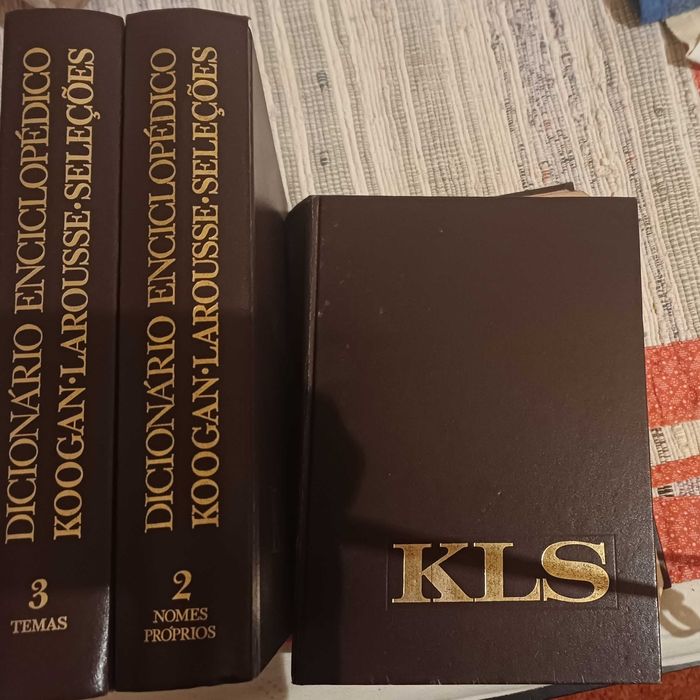 DICIONÁRIO ENCICLOPÉDICO
KOOGAN·LAROUSSE·SELEÇÕES
3
TEMAS
DICIONÁRIO ENCICLOPÉDICO
KOOGAN·LAROUSSE·SELEÇÕES
2
NOMES
PRÓPRIOS
KLS